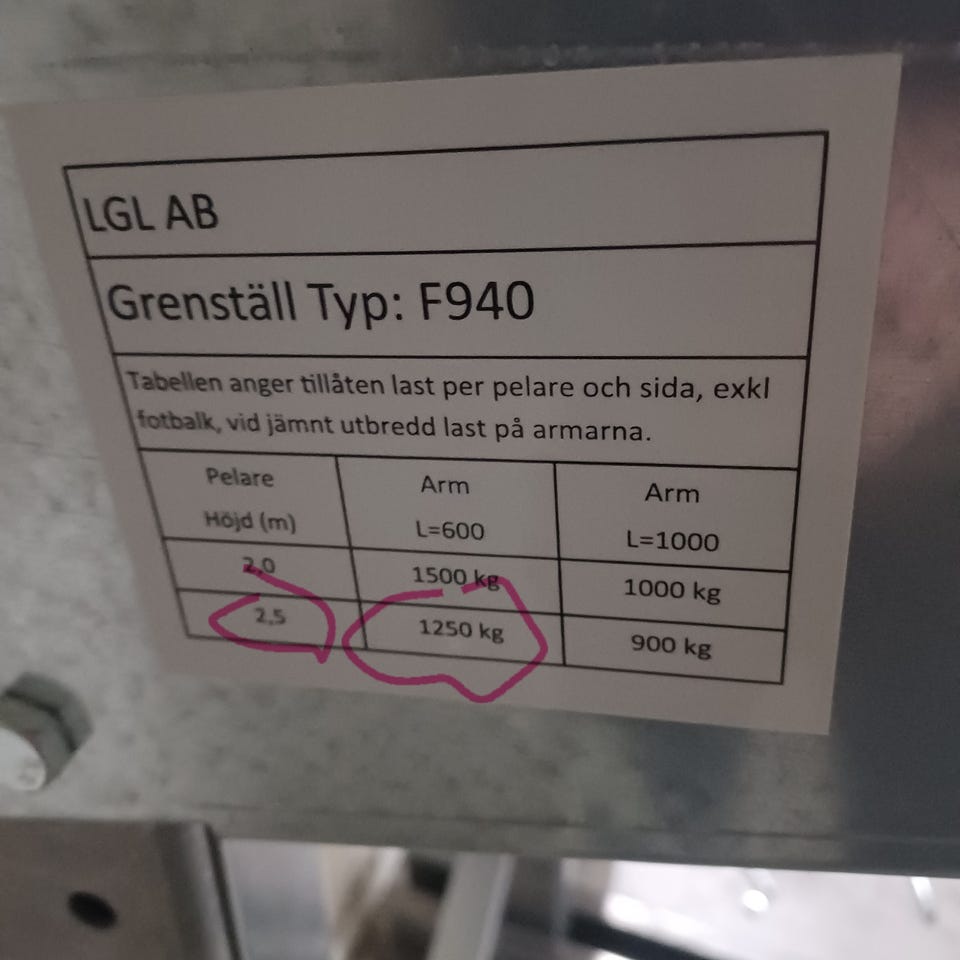 LGL AB
Grenställ Typ: F940
Tabellen anger tillåten last per pelare och sida, exkl
fotbalk, vid jämnt utbredd last på armarna.
Pelare Höjd (m) Arm L=600 Arm L=1000
2,0 1500 kg 1000 kg
2,5 1250 kg 900 kg